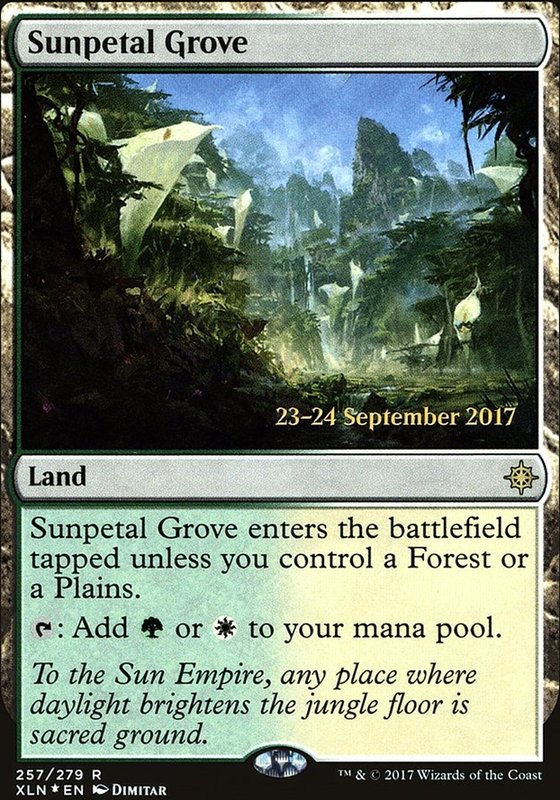 Sunpetal Grove
23–24 September 2017
Land
Sunpetal Grove enters the battlefield
tapped unless you control a Forest or
a Plains.
: Add or to your mana pool.
To the Sun Empire, any place where
daylight brightens the jungle floor is
sacred ground.
257/279 R
XLN★EN DIMITAR
™ & © 2017 Wizards of the Coast